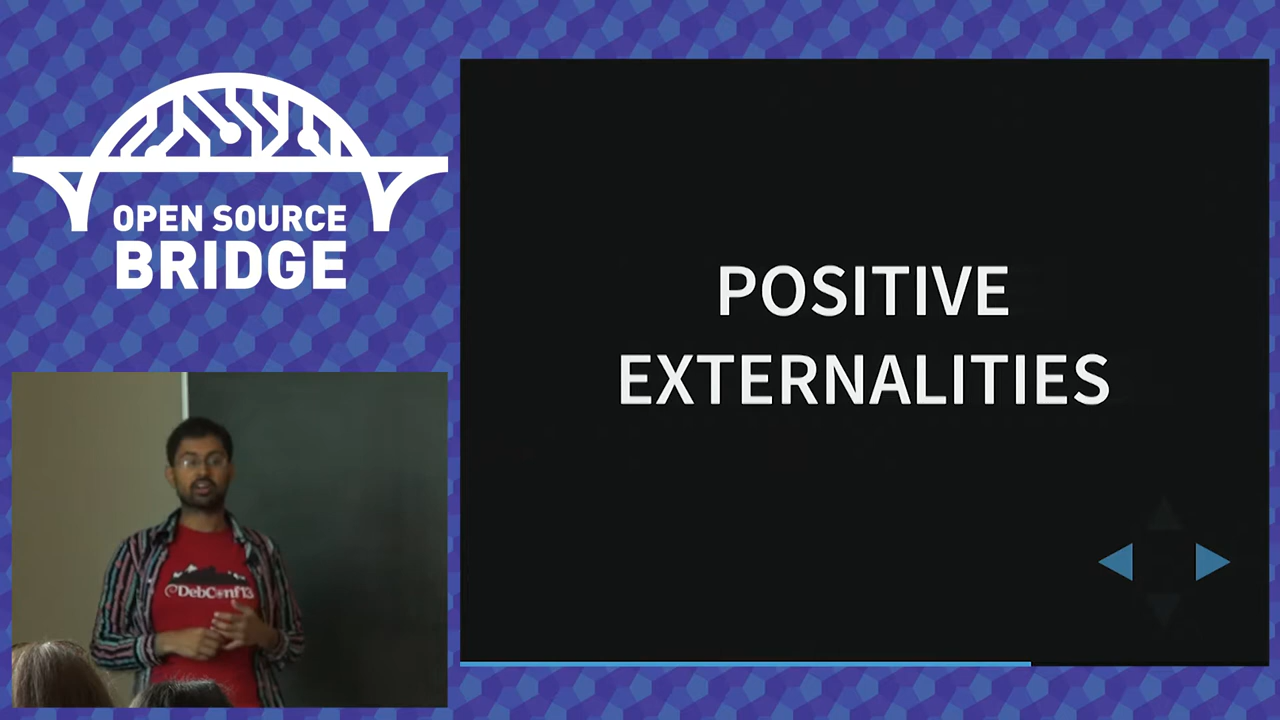 OPEN SOURCE
BRIDGE
POSITIVE
EXTERNALITIES
DebConf13